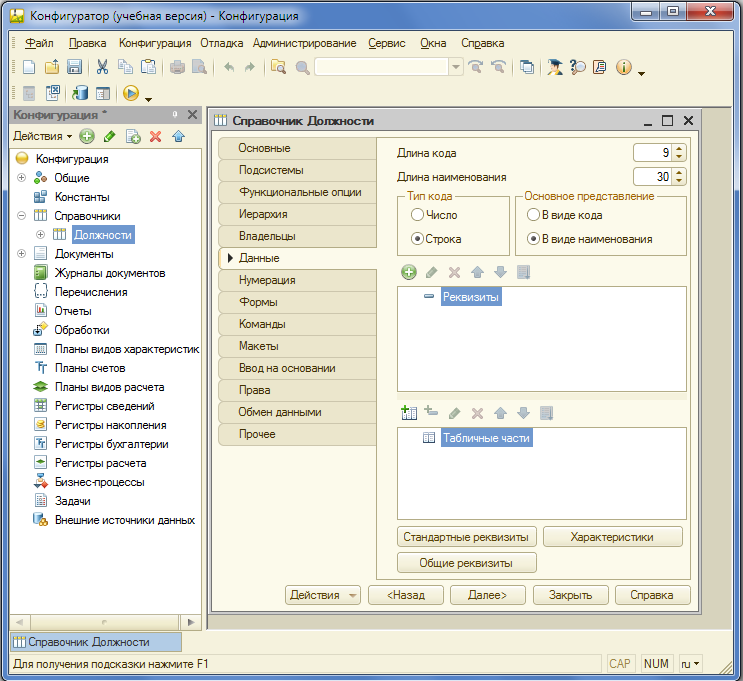 Конфигуратор (учебная версия) - Конфигурация
Файл Правка Конфигурация Отладка Администрирование Сервис Окна Справка
Конфигурация *
Действия
Конфигурация
Общие
Константы
Справочники
Должности
Документы
Журналы документов
Перечисления
Отчеты
Обработки
Планы видов характеристик
Планы счетов
Планы видов расчета
Регистры сведений
Регистры накопления
Регистры бухгалтерии
Регистры расчета
Бизнес-процессы
Задачи
Внешние источники данных
Справочник Должности
Основные
Подсистемы
Функциональные опции
Иерархия
Владельцы
Данные
Нумерация
Формы
Команды
Макеты
Ввод на основании
Права
Обмен данными
Прочее
Длина кода 9
Длина наименования 30
Тип кода
Число
Строка
Основное представление
В виде кода
В виде наименования
Реквизиты
Табличные части
Стандартные реквизиты Характеристики
Общие реквизиты
Действия <Назад Далее> Закрыть Справка
Справочник Должности
Для получения подсказки нажмите F1 CAP NUM ru